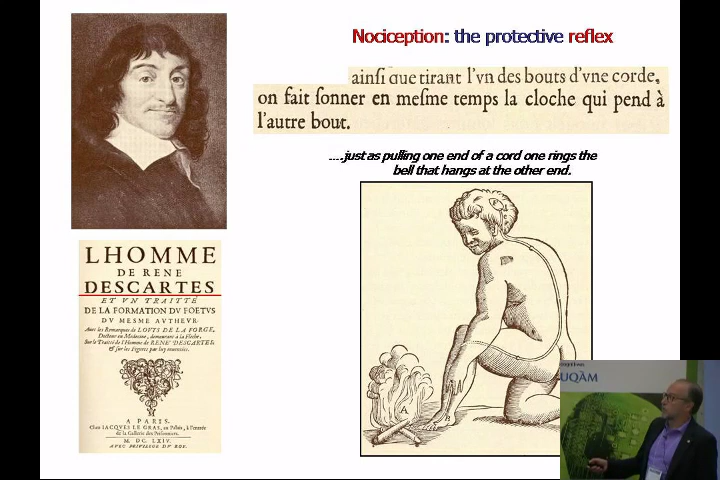 Nociception: the protective reflex
ainſi que tirant l'vn des bouts d'vne corde,
on fait ſonner en meſme temps la cloche qui pend à
l'autre bout.
....just as pulling one end of a cord one rings the
bell that hangs at the other end.
LHOMME
DE RENE
DESCARTES
ET VN TRAITTÉ
DE LA FORMATION DV FOETVS
DV MESME AVTHEVR.
Auec les Remarques de LOVYS DE LA FORGE,
Docteur en Medecine, demeurant à la Fleche,
Sur le Traité de l'Homme de RENE' DESCARTES,
& ſur les Figures par luy inuentées.
A PARIS,
Chez IACQVES LE GRAS, au Palais, à l'entrée
de la Gallerie des Priſonniers.
M. DC. LXIV.
AVEC PRIVILEGE DV ROY.
A
B
UQÀM